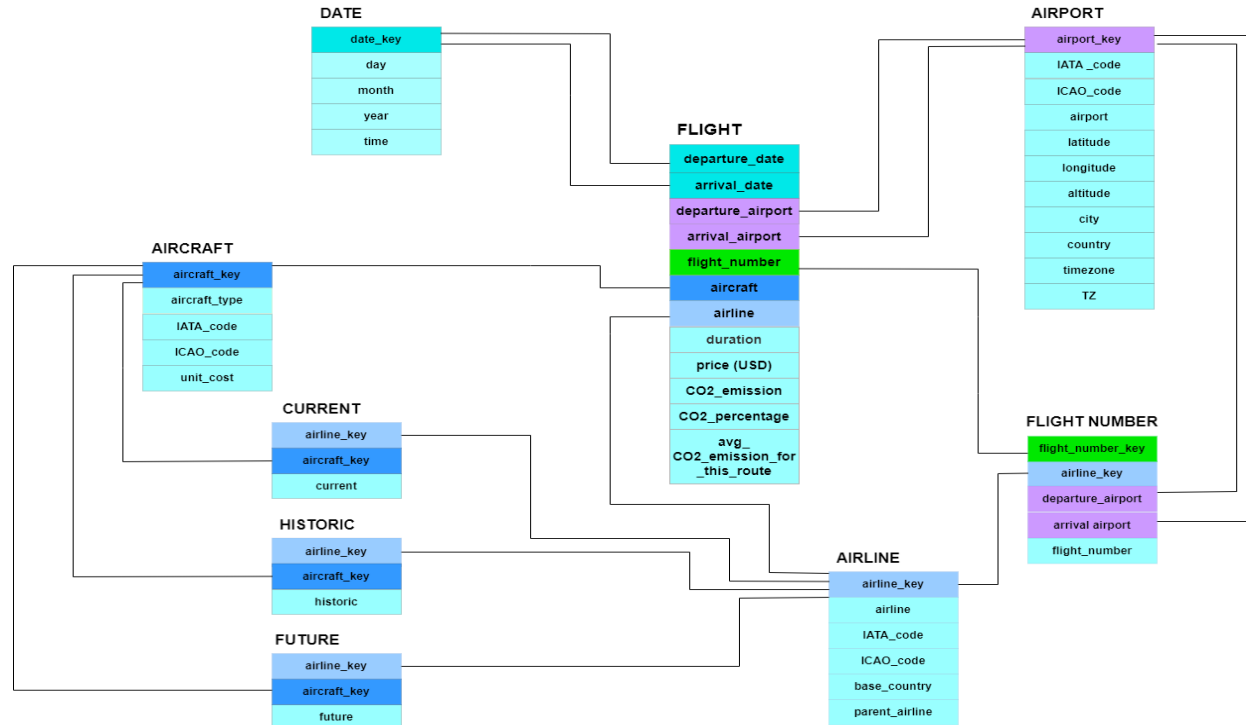 DATE
date_key
day
month
year
time
AIRPORT
airport_key
IATA _code
ICAO_code
airport
latitude
longitude
altitude
city
country
timezone
TZ
FLIGHT
departure_date
arrival_date
departure_airport
arrival_airport
flight_number
aircraft
airline
duration
price (USD)
CO2_emission
CO2_percentage
avg_
CO2_emission_for
_this_route
AIRCRAFT
aircraft_key
aircraft_type
IATA_code
ICAO_code
unit_cost
CURRENT
airline_key
aircraft_key
current
HISTORIC
airline_key
aircraft_key
historic
FUTURE
airline_key
aircraft_key
future
AIRLINE
airline_key
airline
IATA_code
ICAO_code
base_country
parent_airline
FLIGHT NUMBER
flight_number_key
airline_key
departure_airport
arrival airport
flight_number